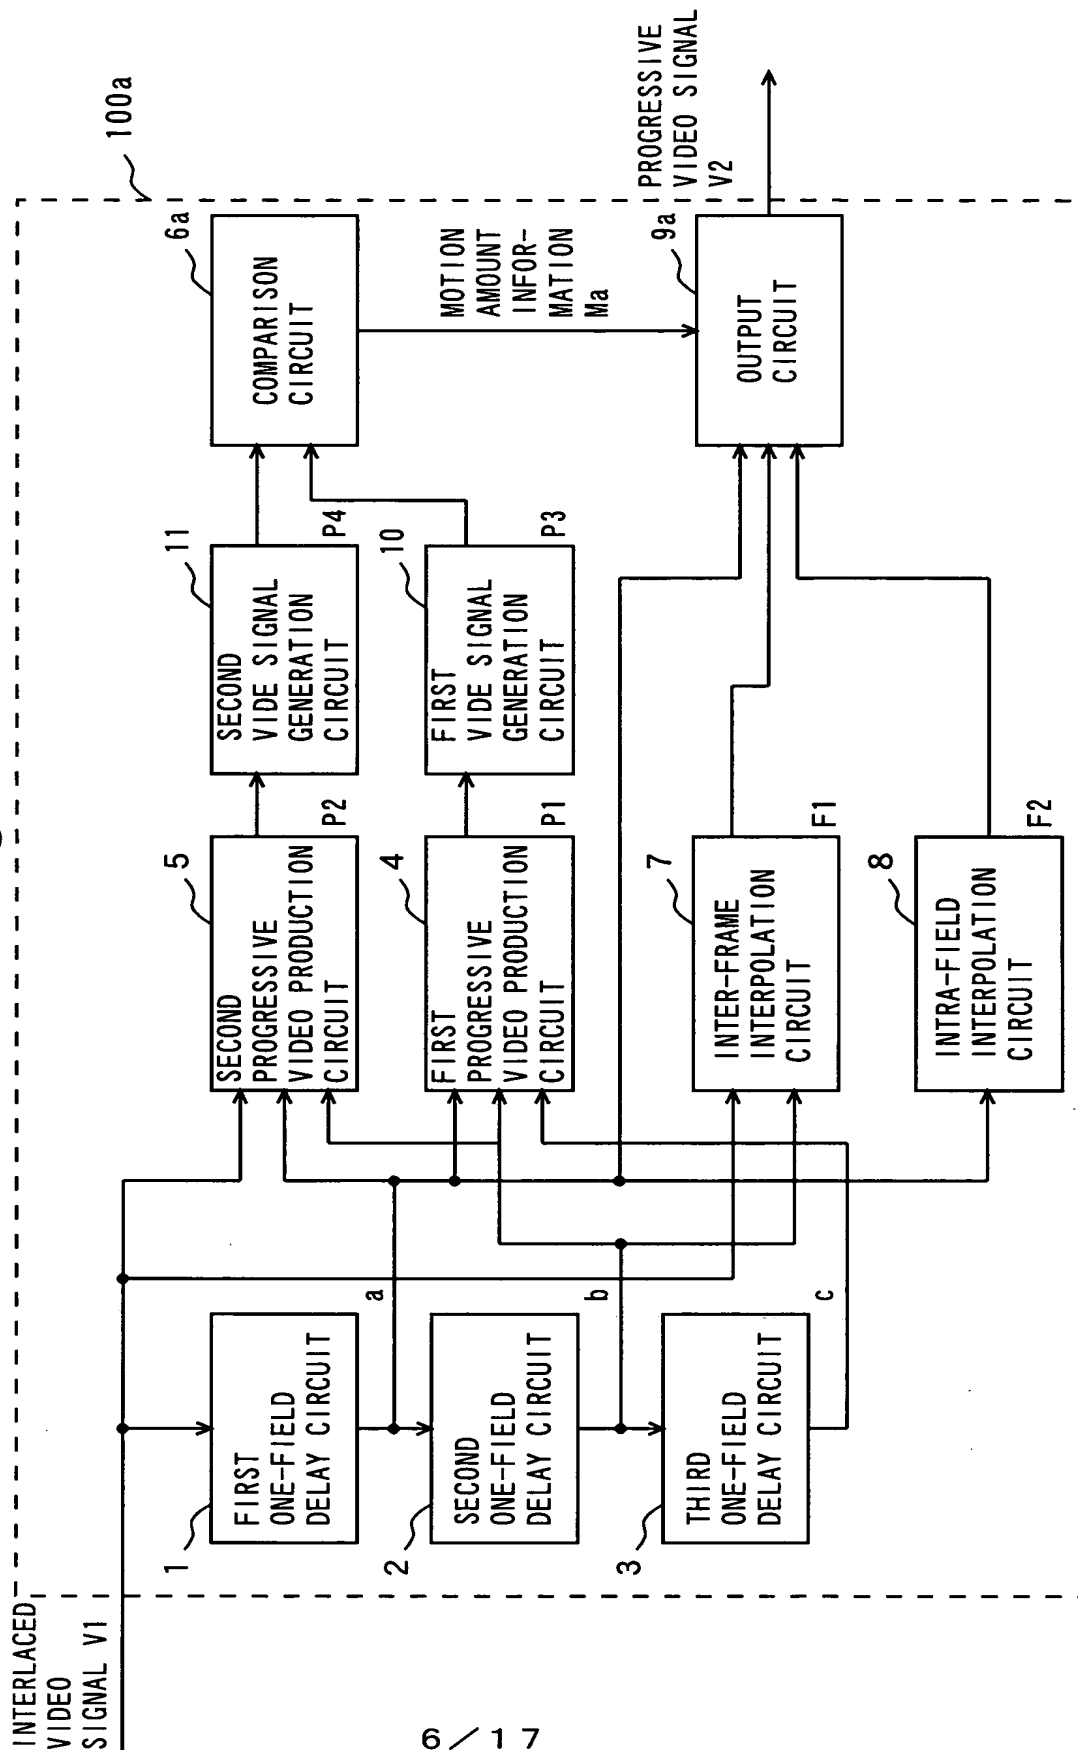 INTERLACED
VIDEO
SIGNAL V1
100a
1
FIRST
ONE-FIELD
DELAY CIRCUIT
a
2
SECOND
ONE-FIELD
DELAY CIRCUIT
b
3
THIRD
ONE-FIELD
DELAY CIRCUIT
c
5
SECOND
PROGRESSIVE
VIDEO PRODUCTION
CIRCUIT
P2
4
FIRST
PROGRESSIVE
VIDEO PRODUCTION
CIRCUIT
P1
7
INTER-FRAME
INTERPOLATION
CIRCUIT
F1
8
INTRA-FIELD
INTERPOLATION
CIRCUIT
F2
11
SECOND
VIDE SIGNAL
GENERATION
CIRCUIT
P4
10
FIRST
VIDE SIGNAL
GENERATION
CIRCUIT
P3
6a
COMPARISON
CIRCUIT
MOTION
AMOUNT
INFOR-
MATION
Ma
9a
OUTPUT
CIRCUIT
PROGRESSIVE
VIDEO SIGNAL
V2
6/17